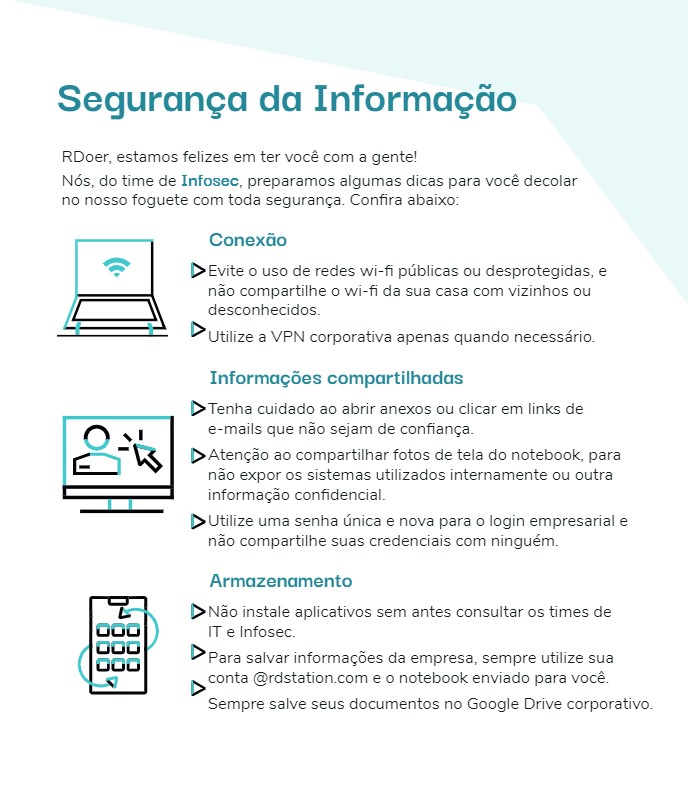 Segurança da Informação
RDoer, estamos felizes em ter você com a gente!
Nós, do time de Infosec, preparamos algumas dicas para você decolar
no nosso foguete com toda segurança. Confira abaixo:
Conexão
Evite o uso de redes wi-fi públicas ou desprotegidas, e
não compartilhe o wi-fi da sua casa com vizinhos ou
desconhecidos.
Utilize a VPN corporativa apenas quando necessário.
Informações compartilhadas
Tenha cuidado ao abrir anexos ou clicar em links de
e-mails que não sejam de confiança.
Atenção ao compartilhar fotos de tela do notebook, para
não expor os sistemas utilizados internamente ou outra
informação confidencial.
Utilize uma senha única e nova para o login empresarial e
não compartilhe suas credenciais com ninguém.
Armazenamento
Não instale aplicativos sem antes consultar os times de
IT e Infosec.
Para salvar informações da empresa, sempre utilize sua
conta @rdstation.com e o notebook enviado para você.
Sempre salve seus documentos no Google Drive corporativo.